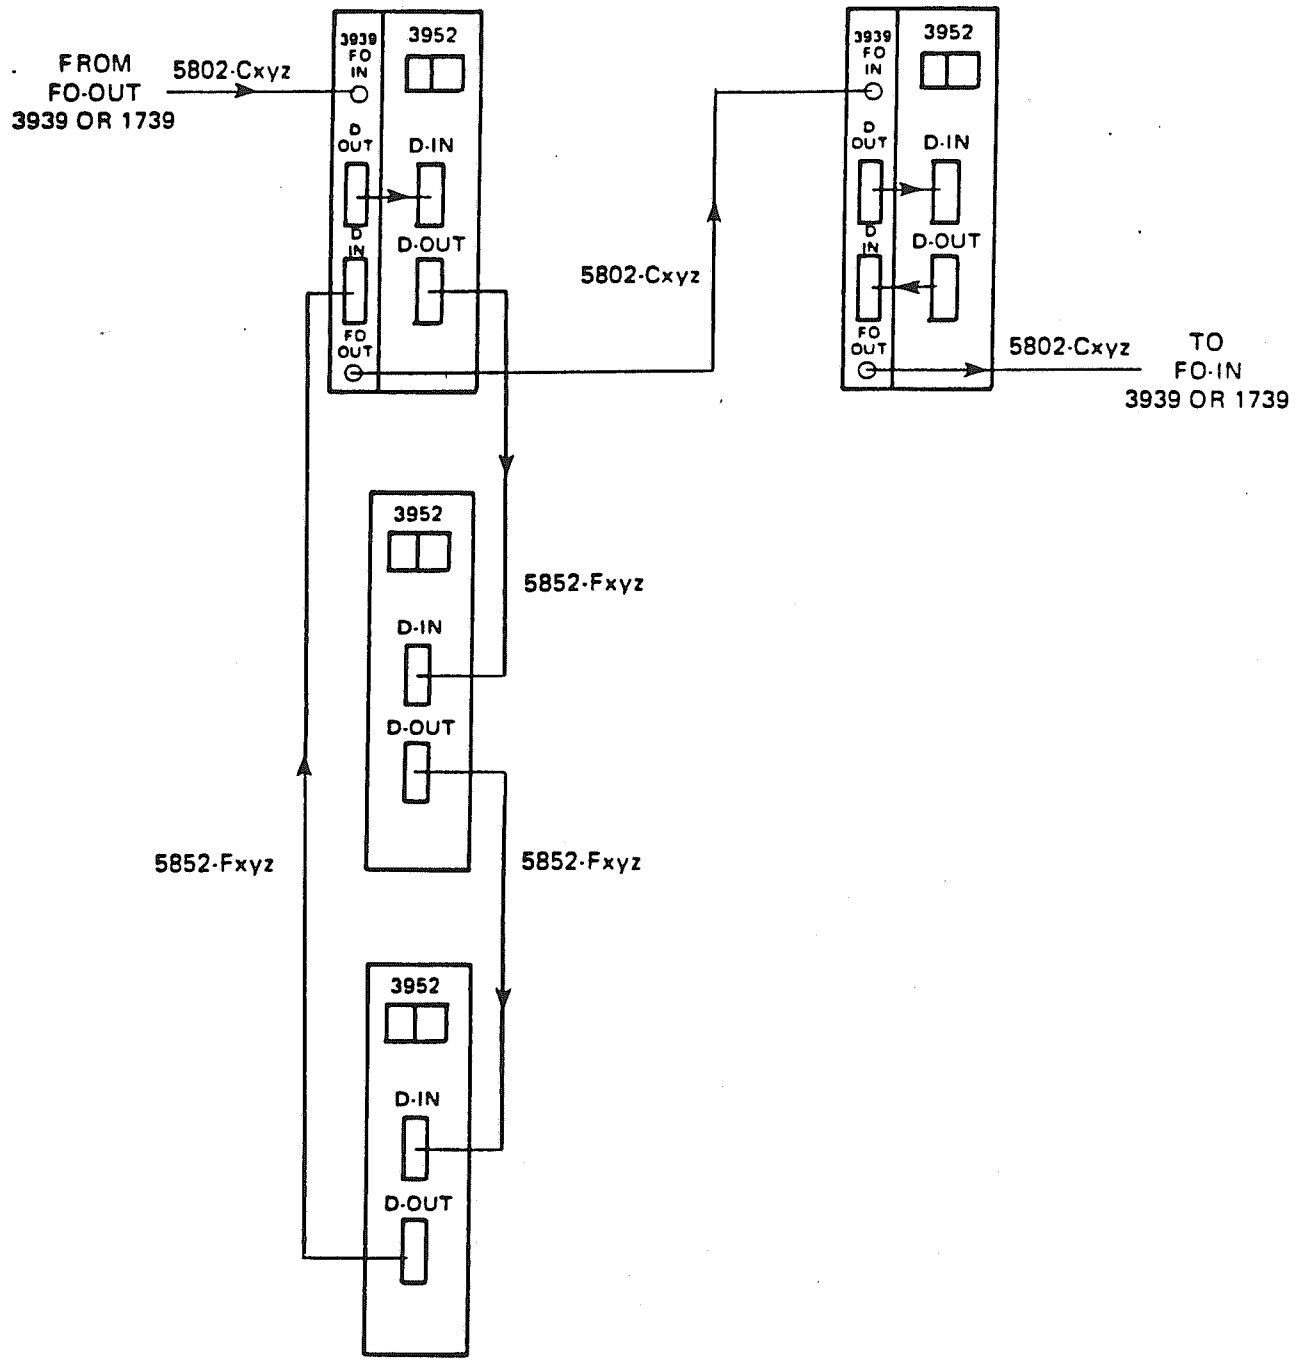 FROM
FO-OUT
3939 OR 1739
5802-Cxyz
3939
FO
IN
D
OUT
D
IN
FO
OUT
3952
D-IN
D-OUT
5802-Cxyz
3939
FO
IN
D
OUT
D
IN
FO
OUT
3952
D-IN
D-OUT
5802-Cxyz
TO
FO-IN
3939 OR 1739
3952
D-IN
D-OUT
5852-Fxyz
5852-Fxyz
5852-Fxyz
3952
D-IN
D-OUT